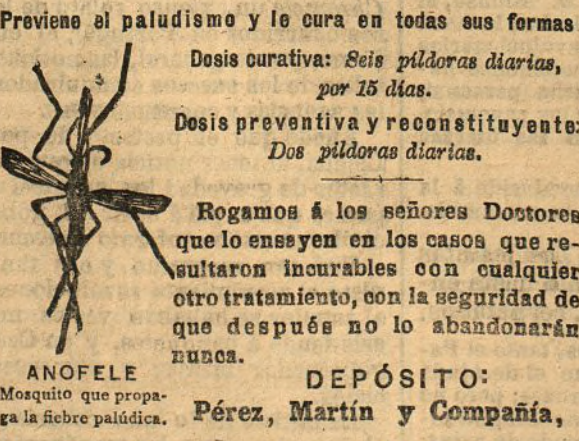 Previene el paludismo y le cura en todas sus formas
Dosis curativa: Seis píldoras diarias,
por 15 días.
Dosis preventiva y reconstituyente:
Dos píldoras diarias.
Rogamos á los señores Doctores
que lo ensayen en los casos que re-
sultaron incurables con cualquier
otro tratamiento, con la seguridad de
que después no lo abandonarán
nunca.
ANOFELE
Mosquito que propa-
ga la fiebre palúdica.
DEPÓSITO:
Pérez, Martín y Compañía,